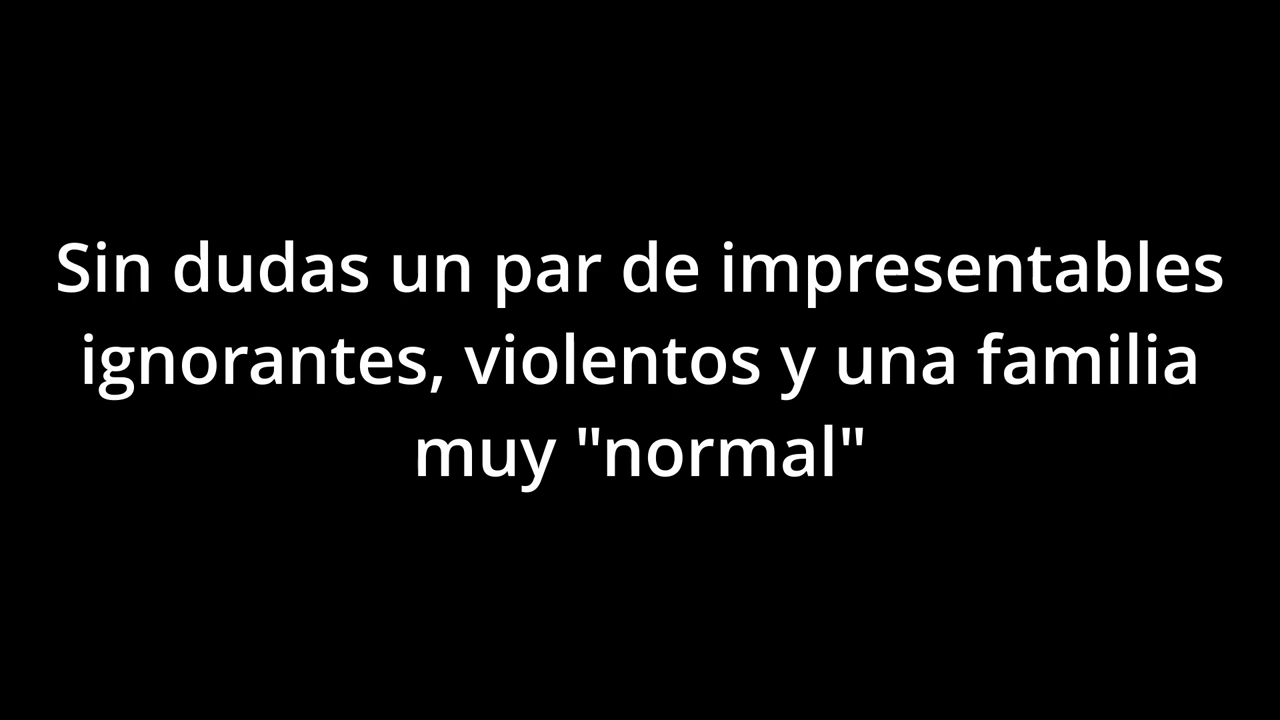 Sin dudas un par de impresentables
ignorantes, violentos y una familia
muy "normal"